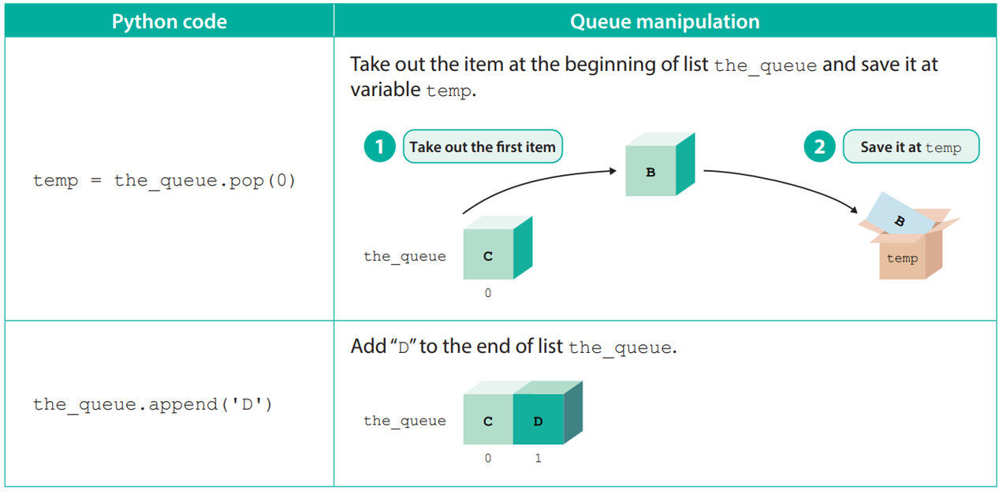 Python code
Queue manipulation
temp = the_queue.pop(0)
Take out the item at the beginning of list the_queue and save it at
variable temp.
1 Take out the first item
B
2 Save it at temp
B
temp
the_queue
C
0
the_queue.append('D')
Add “D” to the end of list the_queue.
the_queue
C D
0 1